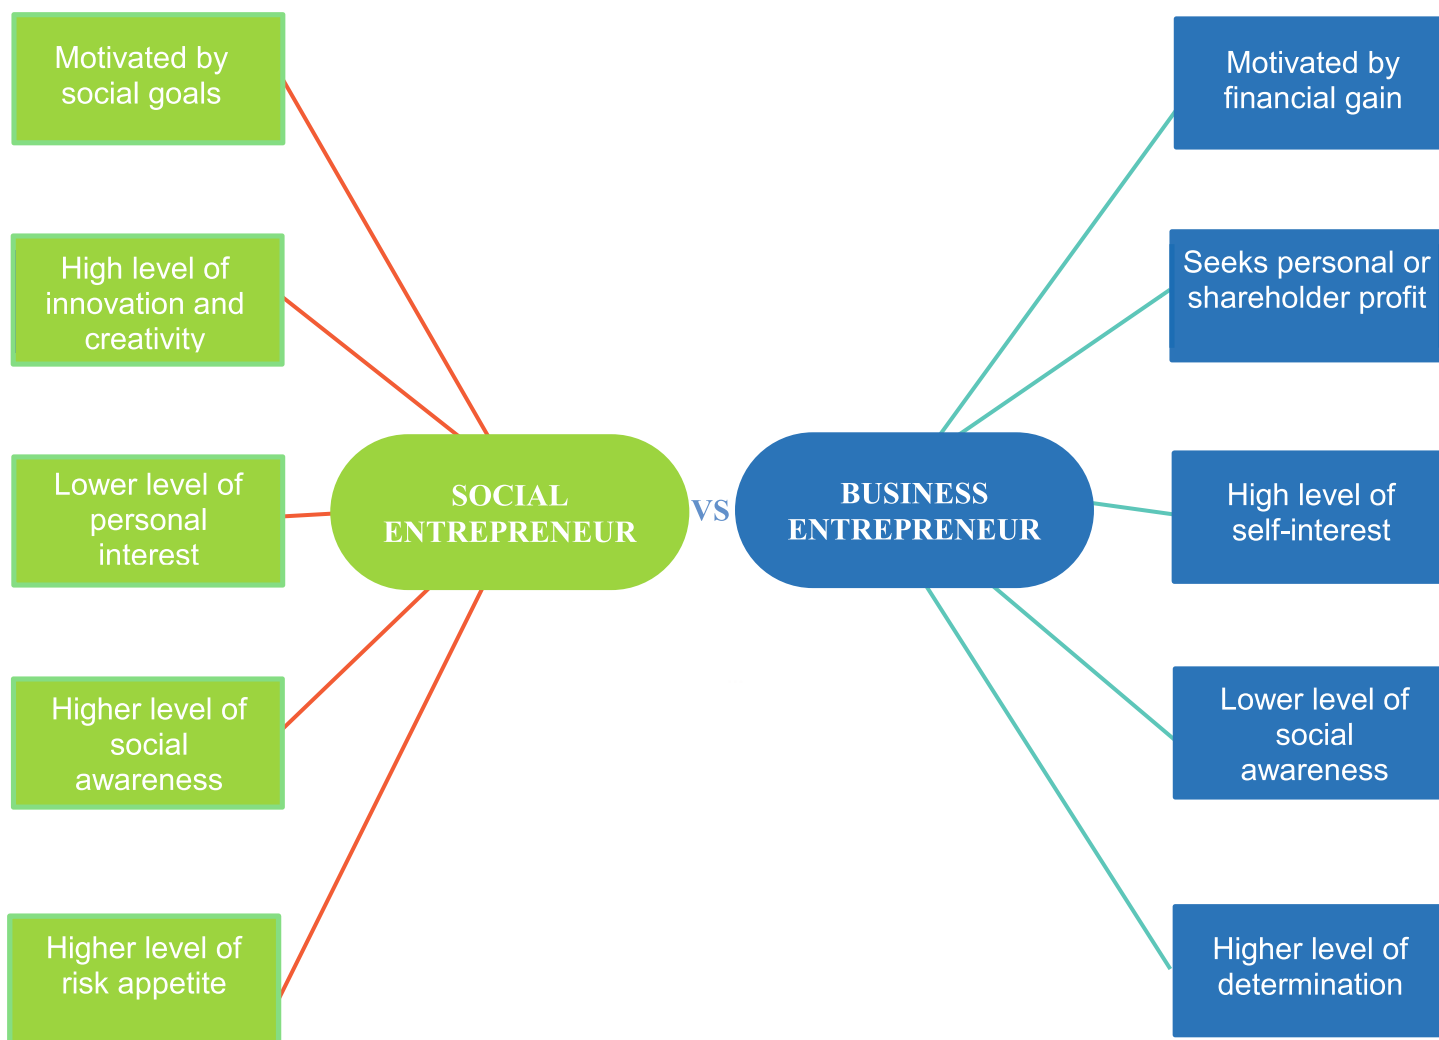 Motivated by
social goals
High level of
innovation and
creativity
Lower level of
personal
interest
Higher level of
social
awareness
Higher level of
risk appetite
SOCIAL
ENTREPRENEUR
VS
BUSINESS
ENTREPRENEUR
Motivated by
financial gain
Seeks personal or
shareholder profit
High level of
self-interest
Lower level of
social
awareness
Higher level of
determination